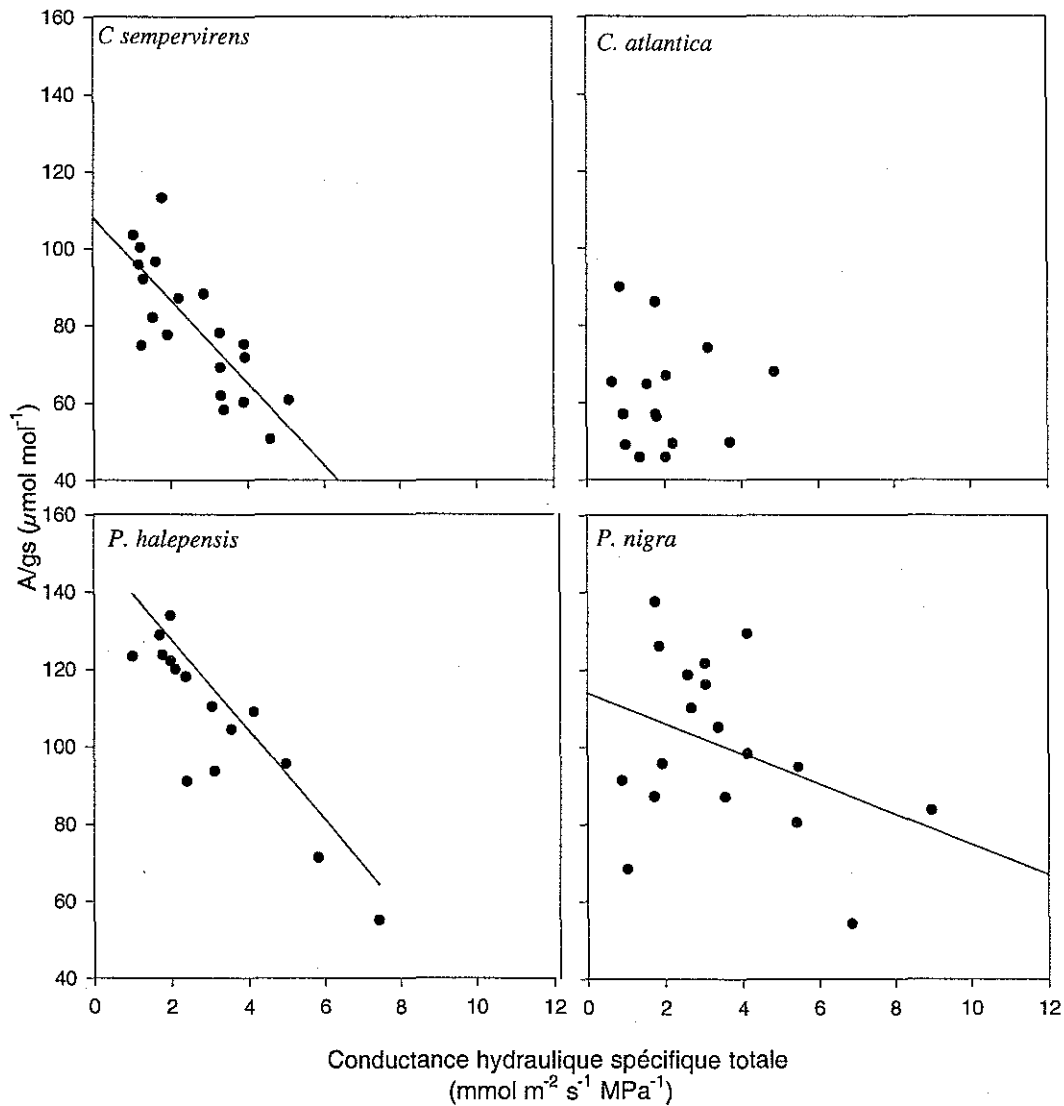 C sempervirens
C. atlantica
160
140
120
100
80
60
40
P. halepensis
P. nigra
160
140
120
100
80
60
40
A/gs (µmol mol⁻¹)
0 2 4 6 8 10 12
0 2 4 6 8 10 12
Conductance hydraulique spécifique totale
(mmol m⁻² s⁻¹ MPa⁻¹)